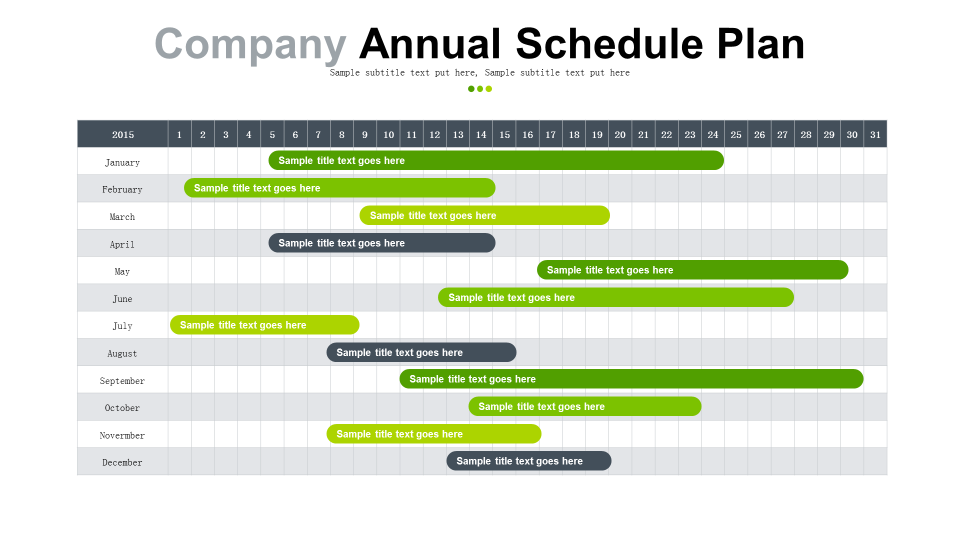 Company Annual Schedule Plan
Sample subtitle text put here, Sample subtitle text put here
2015 1 2 3 4 5 6 7 8 9 10 11 12 13 14 15 16 17 18 19 20 21 22 23 24 25 26 27 28 29 30 31
January Sample title text goes here
February Sample title text goes here
March Sample title text goes here
April Sample title text goes here
May Sample title text goes here
June Sample title text goes here
July Sample title text goes here
August Sample title text goes here
September Sample title text goes here
October Sample title text goes here
Novermber Sample title text goes here
December Sample title text goes here